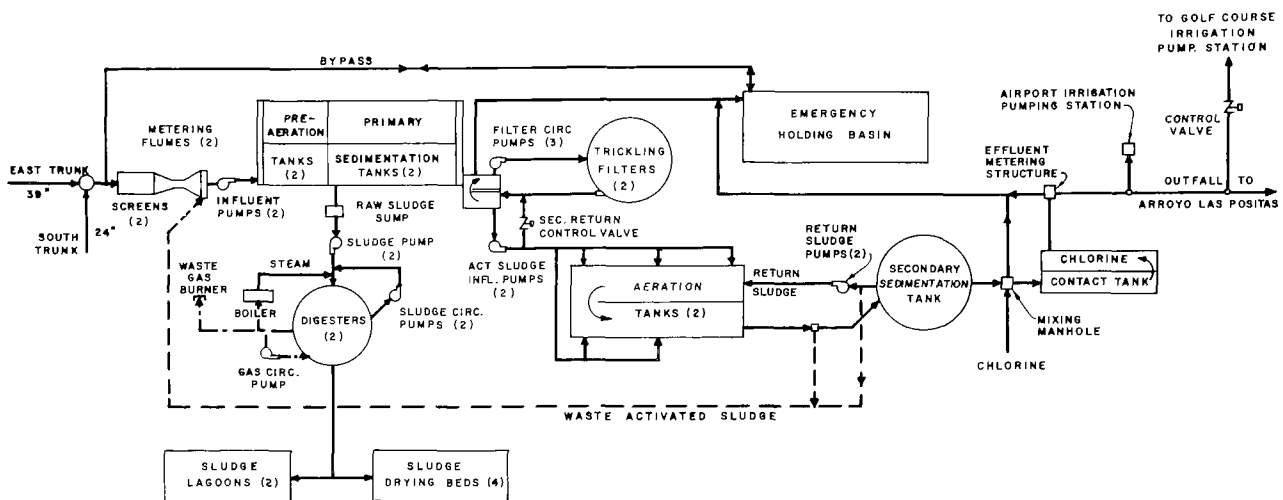 TO GOLF COURSE
IRRIGATION
PUMP. STATION
BYPASS
AIRPORT IRRIGATION
PUMPING STATION
CONTROL
VALVE
METERING
FLUMES (2)
PRE-
AERATION
PRIMARY
TANKS
(2)
SEDIMENTATION
TANKS (2)
FILTER CIRC
PUMPS (3)
TRICKLING
FILTERS
(2)
EMERGENCY
HOLDING BASIN
EFFLUENT
METERING
STRUCTURE
EAST TRUNK
39"
SCREENS
(2)
INFLUENT
PUMPS (2)
24"
SOUTH
TRUNK
RAW SLUDGE
SUMP
SEC. RETURN
CONTROL VALVE
OUTFALL TO
ARROYO LAS POSITAS
SLUDGE PUMP
(2)
ACT SLUDGE
INFL. PUMPS
(2)
RETURN
SLUDGE
PUMPS (2)
WASTE
GAS
BURNER
STEAM
BOILER
DIGESTERS
(2)
SLUDGE CIRC.
PUMPS (2)
GAS CIRC.
PUMP
AERATION
TANKS (2)
RETURN
SLUDGE
SECONDARY
SEDIMENTATION
TANK
CHLORINE
CONTACT TANK
MIXING
MANHOLE
CHLORINE
WASTE ACTIVATED SLUDGE
SLUDGE
LAGOONS (2)
SLUDGE
DRYING BEDS (4)